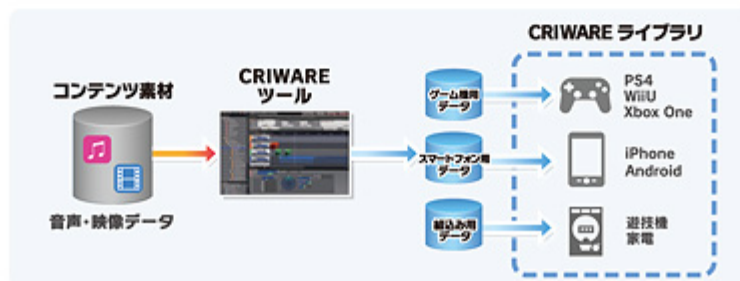 CRIWARE ライブラリ
コンテンツ素材
音声・映像データ
CRIWARE
ツール
ゲーム機用
データ
スマートフォン用
データ
組込み用
データ
PS4
WiiU
Xbox One
iPhone
Android
遊技機
家電